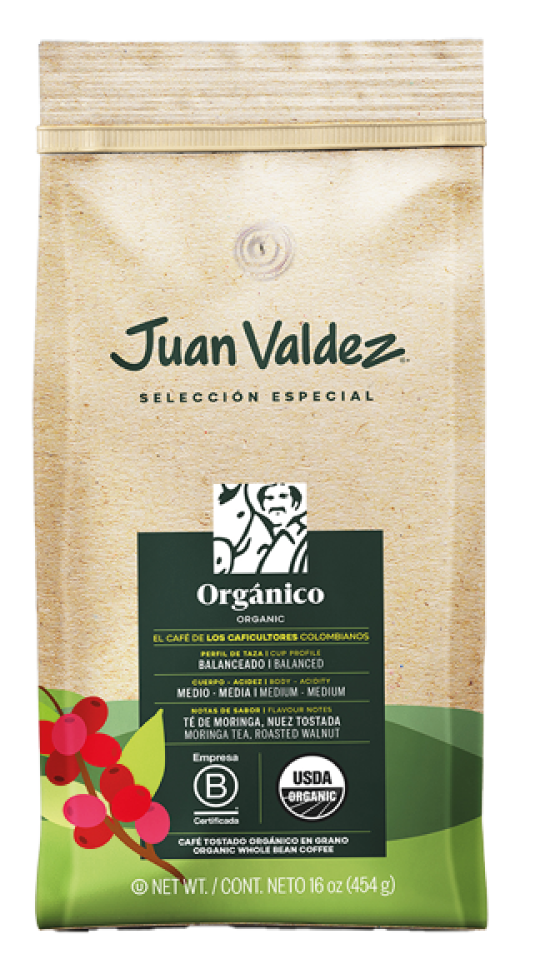 Juan Valdez
SELECCIÓN ESPECIAL
Orgánico
ORGANIC
EL CAFÉ DE LOS CAFICULTORES COLOMBIANOS
PERFIL DE TAZA | CUP PROFILE
BALANCEADO | BALANCED
CUERPO - ACIDEZ | BODY - ACIDITY
MEDIO - MEDIA | MEDIUM - MEDIUM
NOTAS DE SABOR | FLAVOUR NOTES
TÉ DE MORINGA, NUEZ TOSTADA
MORINGA TEA, ROASTED WALNUT
Empresa
B
Certificada
USDA
ORGANIC
CAFÉ TOSTADO ORGÁNICO EN GRANO
ORGANIC WHOLE BEAN COFFEE
U NET WT. / CONT. NETO 16 oz (454 g)